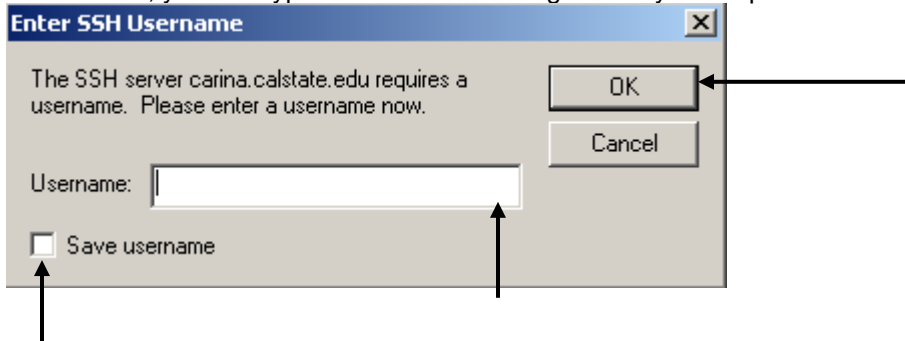 Enter SSH Username
The SSH server carina.calstate.edu requires a
username. Please enter a username now.
OK
Cancel
Username:
Save username